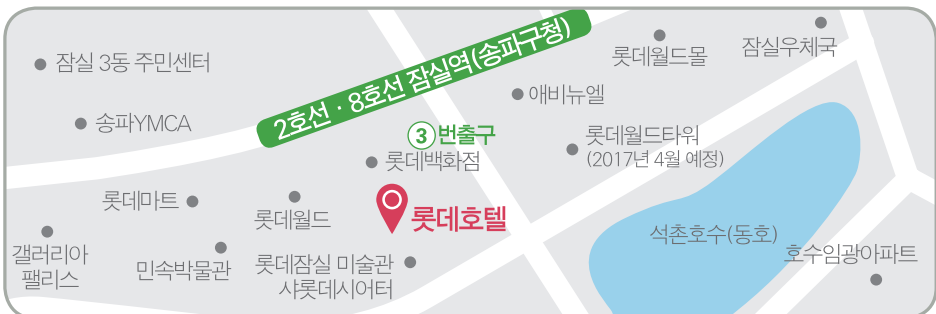 잠실 3동 주민센터
송파YMCA
2호선 · 8호선 잠실역(송파구청)
롯데월드몰
잠실우체국
애비뉴엘
3 번출구
롯데백화점
롯데월드타워
(2017년 4월 예정)
롯데마트
롯데월드
롯데호텔
갤러리아
팰리스
민속박물관
롯데잠실 미술관
샤롯데시어터
석촌호수(동호)
호수임광아파트